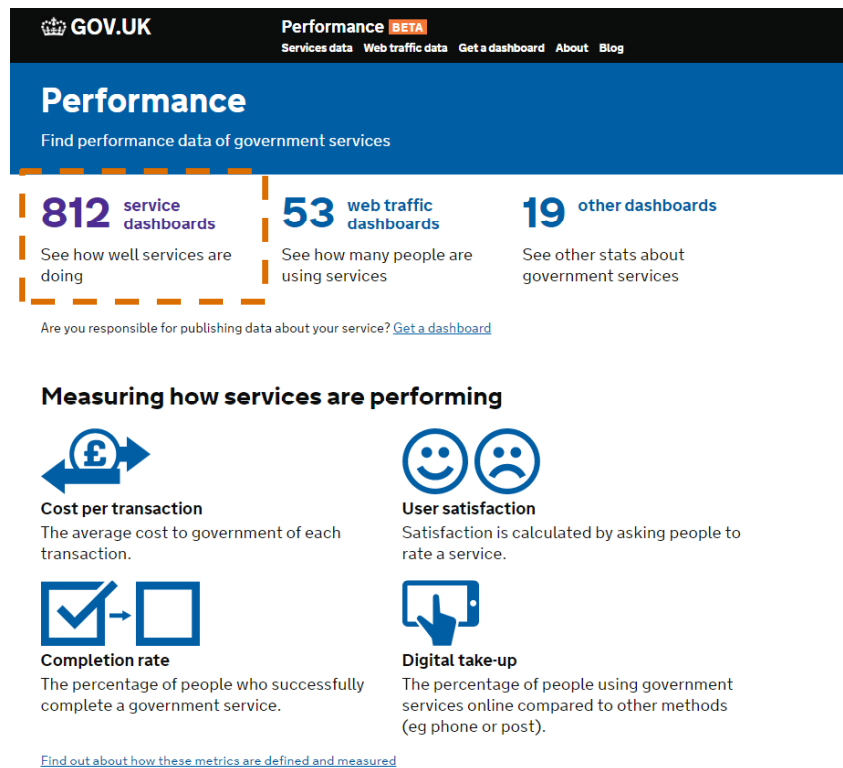 GOV.UK
Performance BETA
Services data Web traffic data Get a dashboard About Blog
Performance
Find performance data of government services
812 service
dashboards
See how well services are
doing
53 web traffic
dashboards
See how many people are
using services
19 other dashboards
See other stats about
government services
Are you responsible for publishing data about your service? Get a dashboard
Measuring how services are performing
£
Cost per transaction
The average cost to government of each
transaction.
User satisfaction
Satisfaction is calculated by asking people to
rate a service.
Completion rate
The percentage of people who successfully
complete a government service.
Digital take-up
The percentage of people using government
services online compared to other methods
(eg phone or post).
Find out about how these metrics are defined and measured